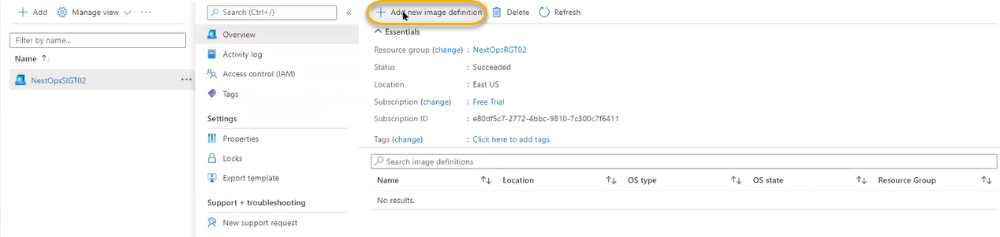 Add Manage view ...
Filter by name...
Name
NextOpsSIGT02 ...
Search (Ctrl+/) «
Overview
Activity log
Access control (IAM)
Tags
Settings
Properties
Locks
Export template
Support + troubleshooting
New support request
Add new image definition Delete Refresh
Essentials
Resource group (change) : NextOpsRGT02
Status : Succeeded
Location : East US
Subscription (change) : Free Trial
Subscription ID : e80df5c7-2772-4bbc-9810-7c300c7f6411
Tags (change) : Click here to add tags
Search image definitions
Name Location OS type OS state Resource Group
No results.